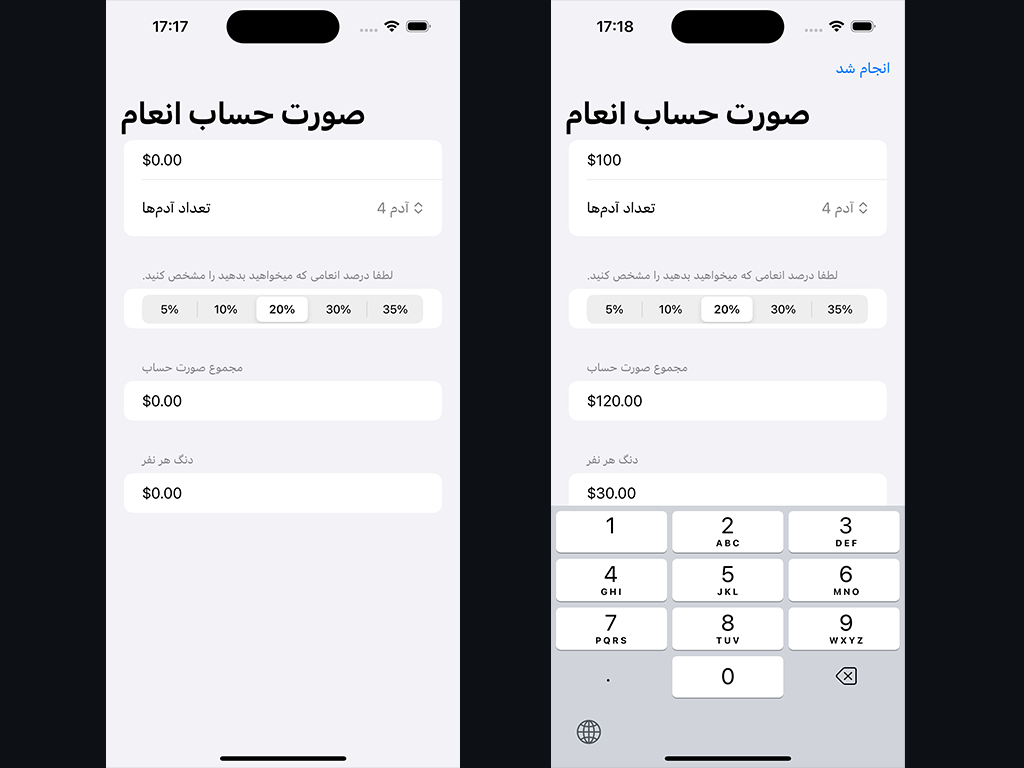 17:17
صورت حساب انعام
$0.00
تعداد آدم‌ها
4 آدم
لطفا درصد انعامی که میخواهید بدهید را مشخص کنید.
5% 10% 20% 30% 35%
مجموع صورت حساب
$0.00
دنگ هر نفر
$0.00
17:18
انجام شد
صورت حساب انعام
$100
تعداد آدم‌ها
4 آدم
لطفا درصد انعامی که میخواهید بدهید را مشخص کنید.
5% 10% 20% 30% 35%
مجموع صورت حساب
$120.00
دنگ هر نفر
$30.00
1 2 3
ABC DEF
4 5 6
GHI JKL MNO
7 8 9
PQRS TUV WXYZ
. 0